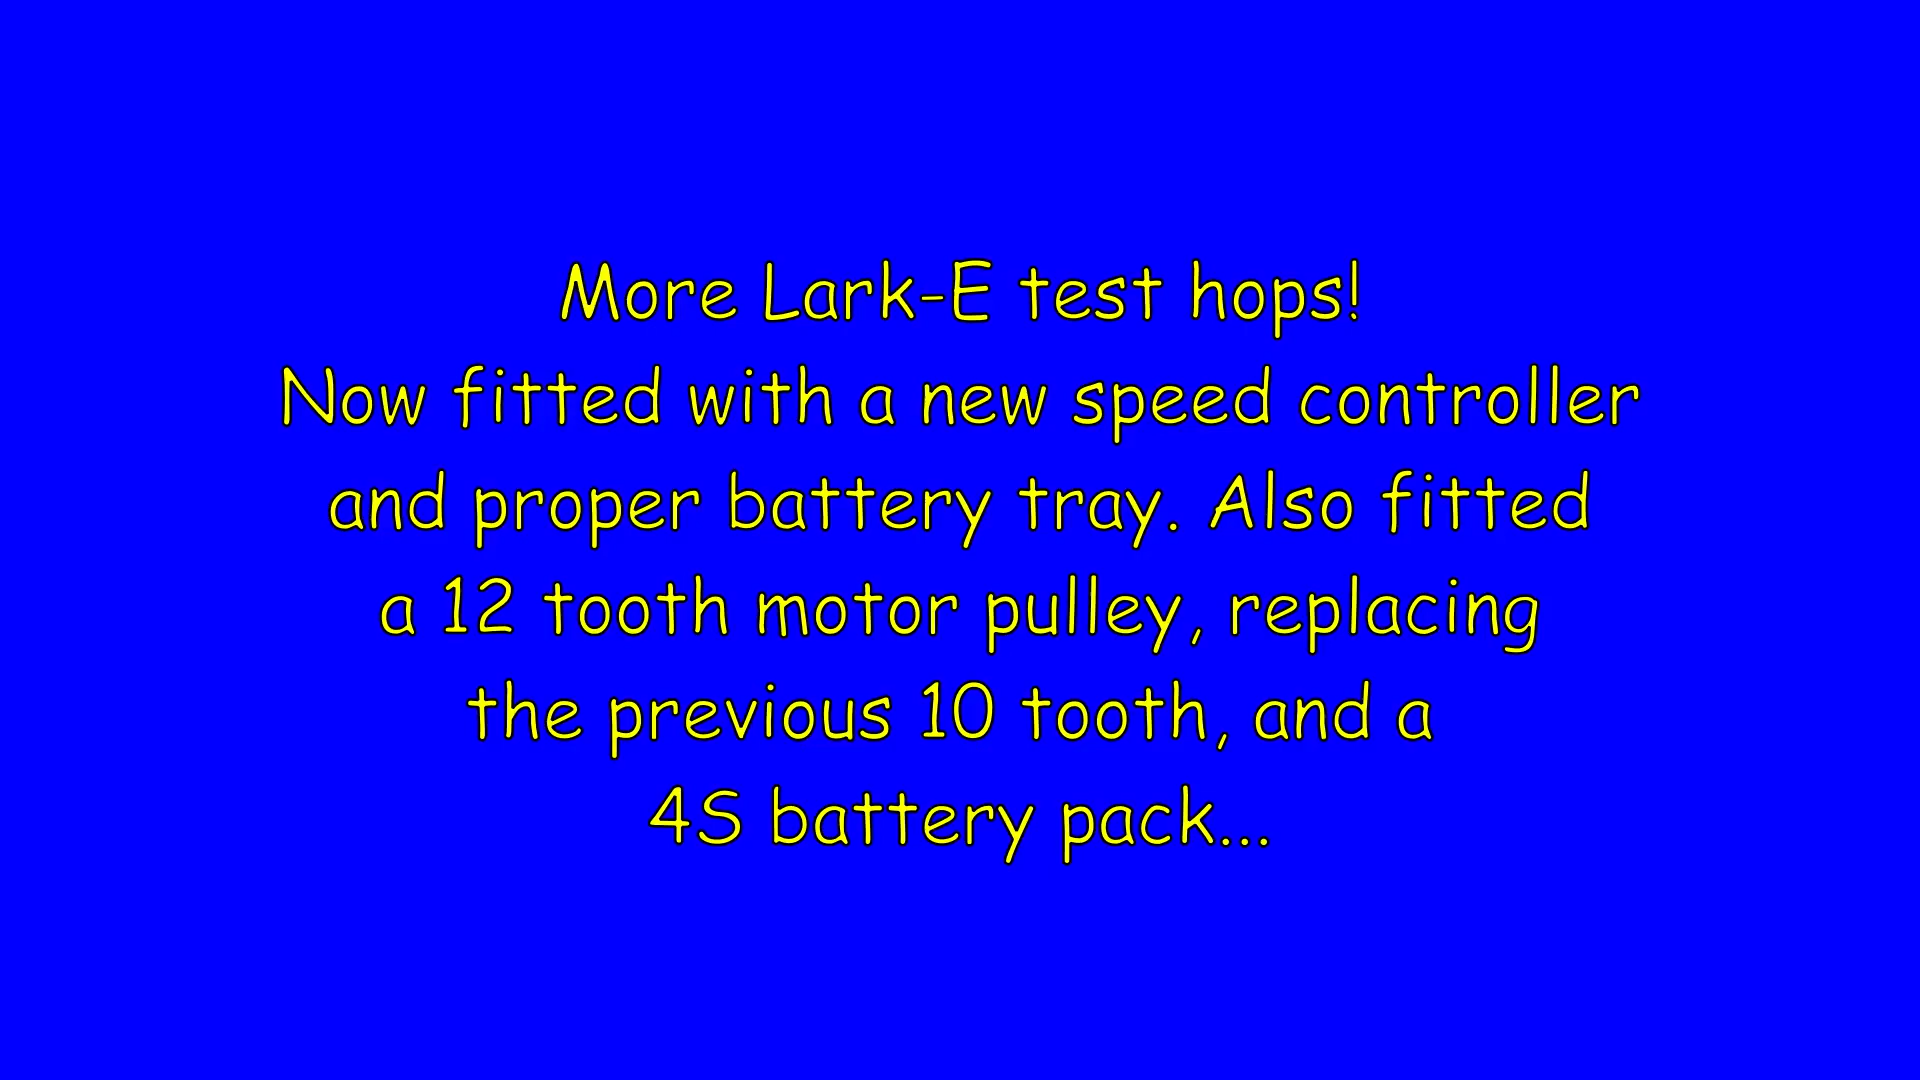 More Lark-E test hops!
Now fitted with a new speed controller
and proper battery tray. Also fitted
a 12 tooth motor pulley, replacing
the previous 10 tooth, and a
4S battery pack...